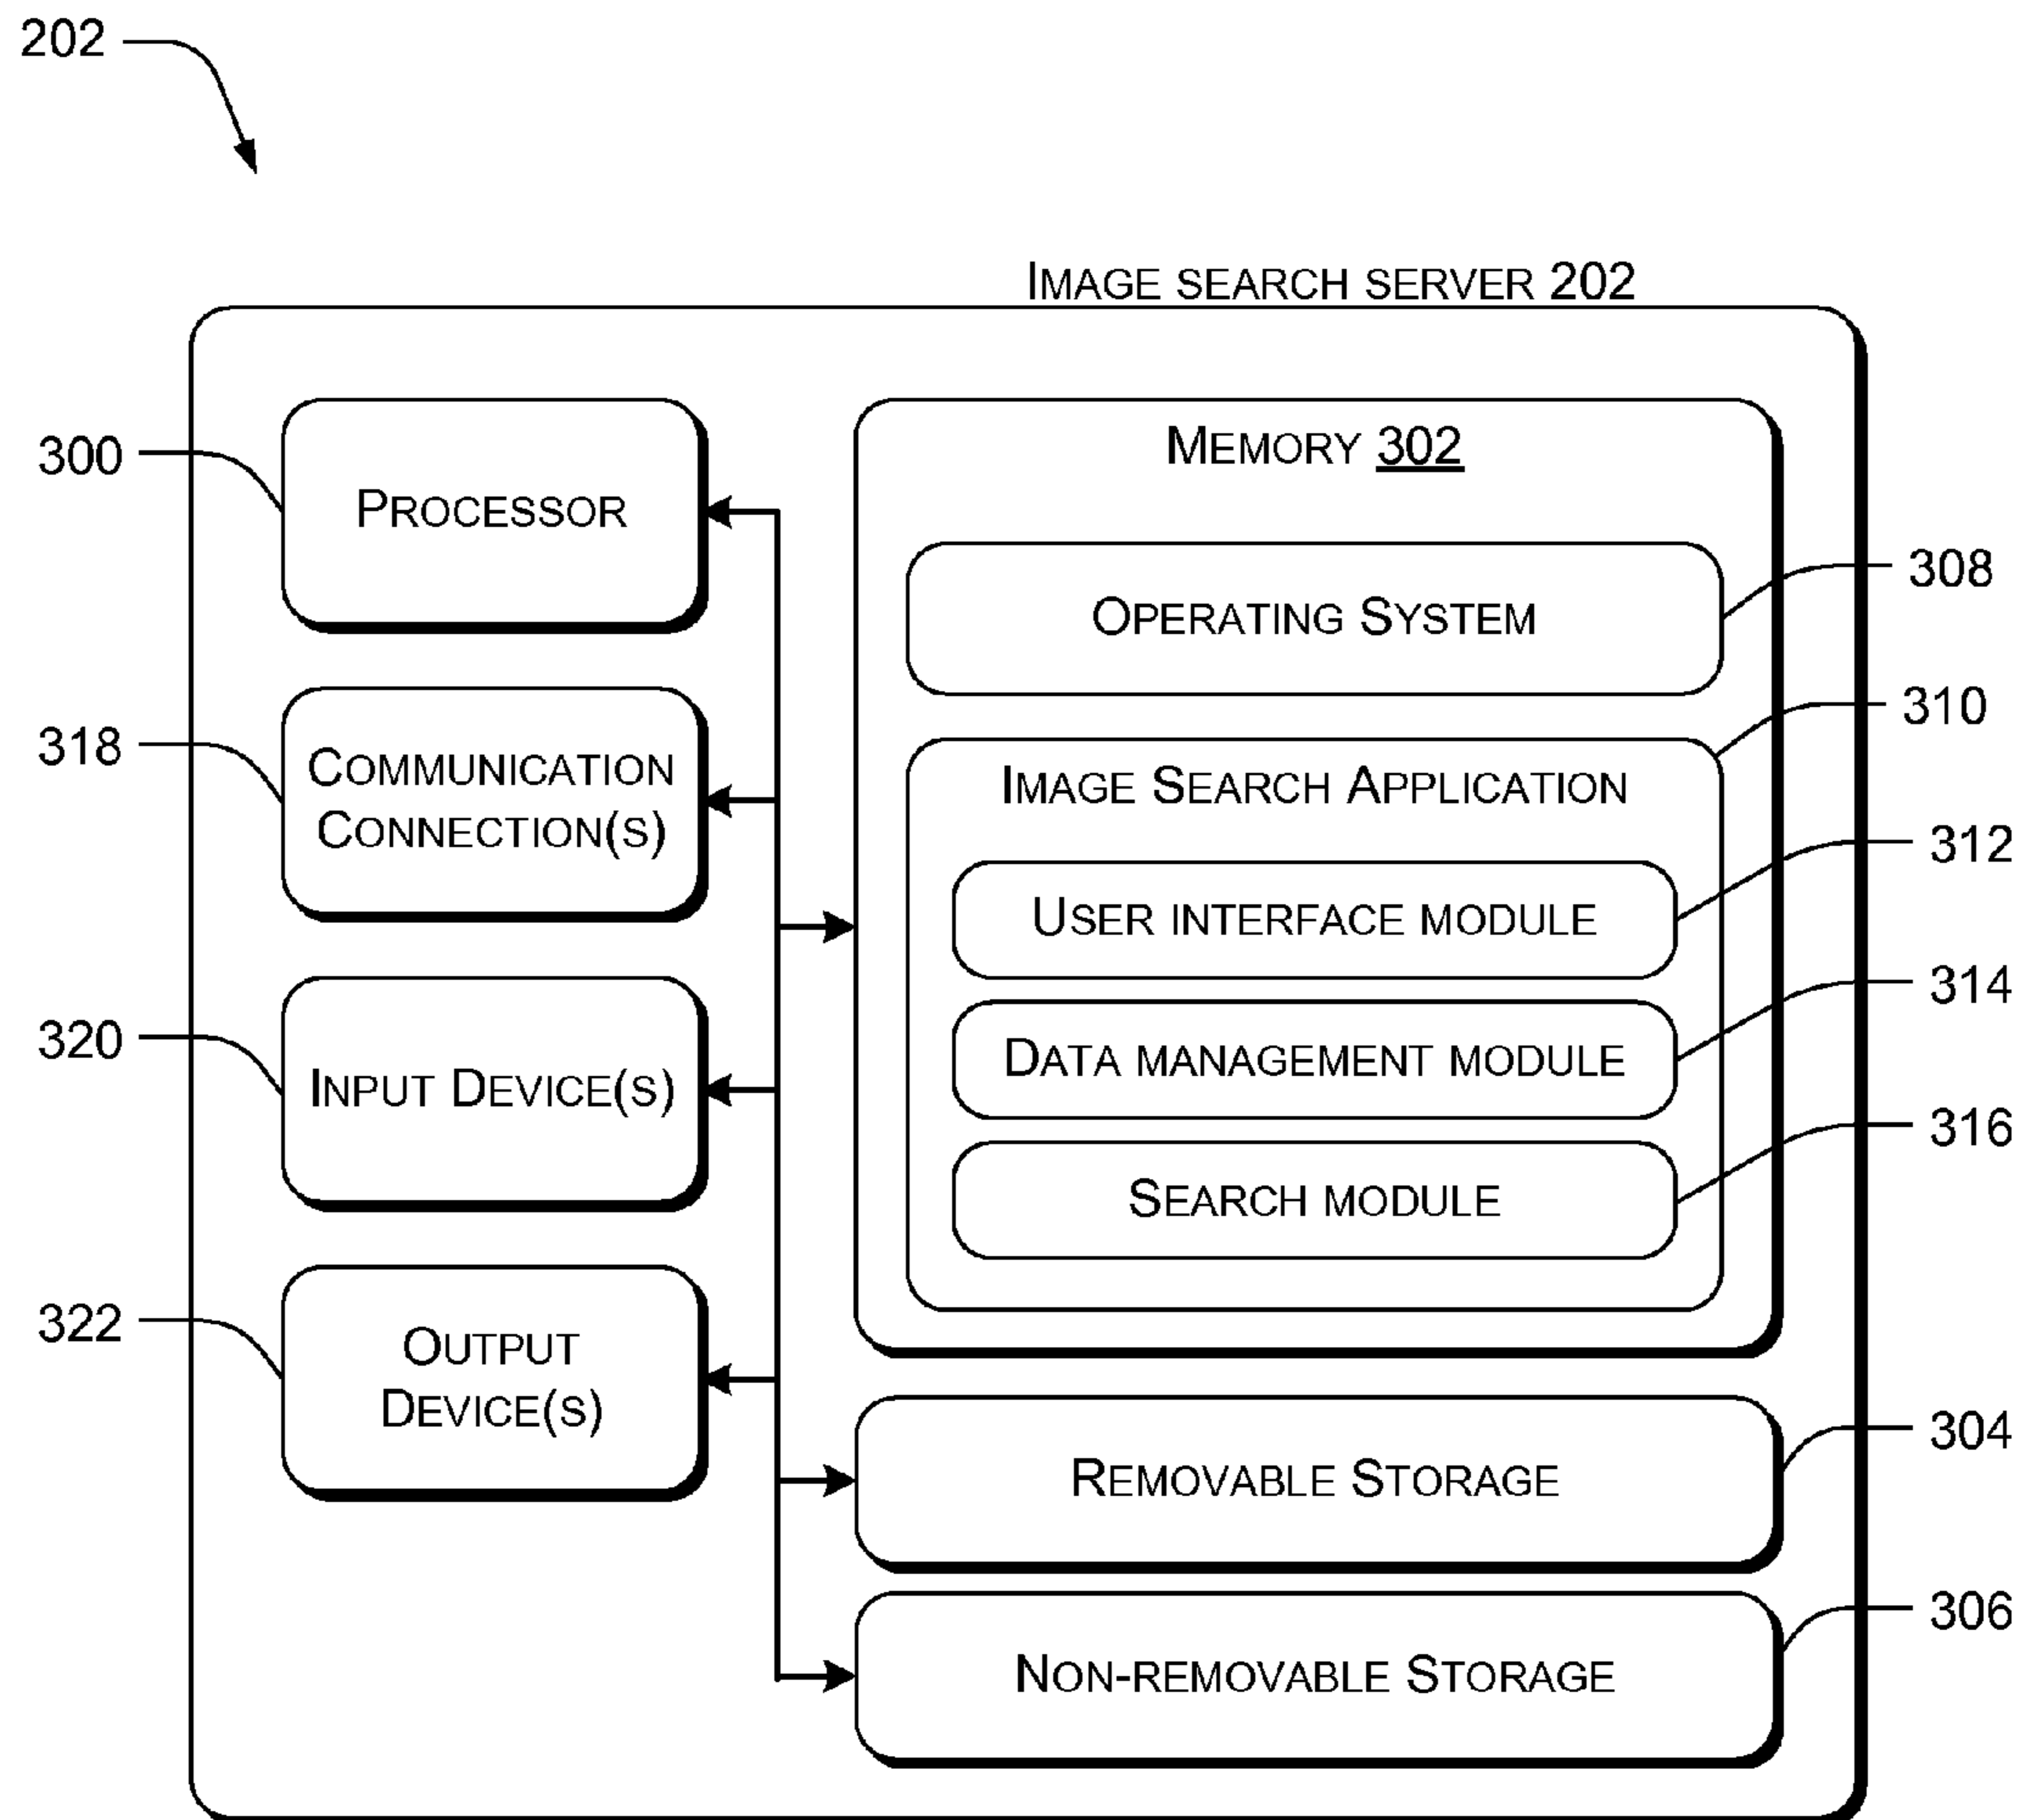 202
IMAGE SEARCH SERVER 202
300
PROCESSOR
318
COMMUNICATION
CONNECTION(S)
320
INPUT DEVICE(S)
322
OUTPUT
DEVICE(S)
MEMORY 302
OPERATING SYSTEM
308
310
IMAGE SEARCH APPLICATION
USER INTERFACE MODULE
312
DATA MANAGEMENT MODULE
314
SEARCH MODULE
316
REMOVABLE STORAGE
304
NON-REMOVABLE STORAGE
306